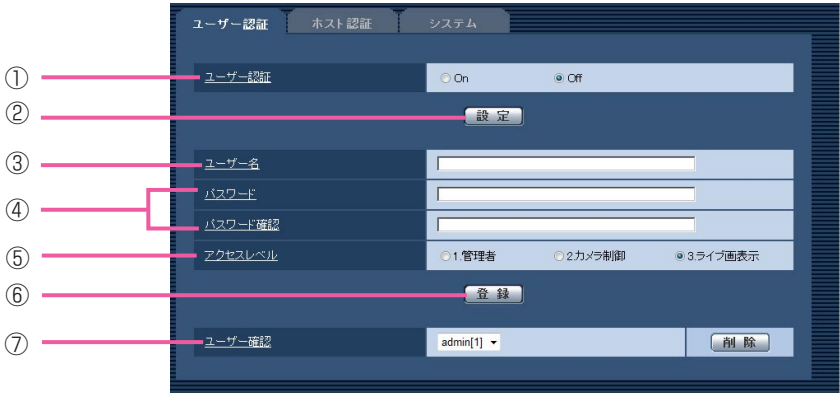 ユーザー認証 ホスト認証 システム
① ユーザー認証 On Off
② 設 定
③ ユーザー名
④ パスワード
パスワード確認
⑤ アクセスレベル 1.管理者 2.カメラ制御 3.ライブ画表示
⑥ 登 録
⑦ ユーザー確認 admin[1] 削 除